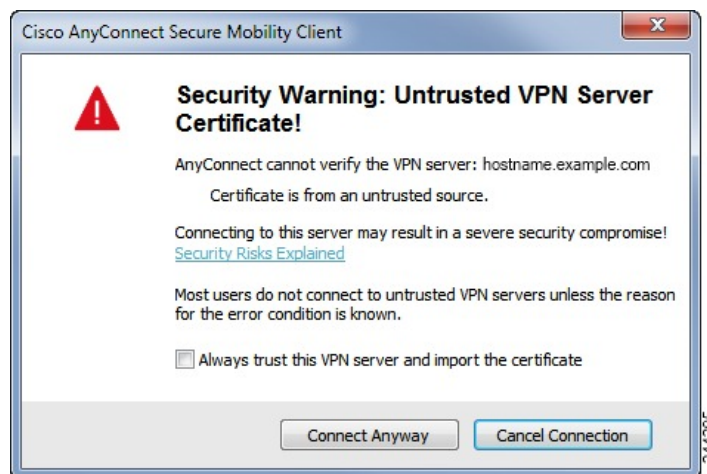 Cisco AnyConnect Secure Mobility Client
Security Warning: Untrusted VPN Server
Certificate!
AnyConnect cannot verify the VPN server: hostname.example.com
Certificate is from an untrusted source.
Connecting to this server may result in a severe security compromise!
Security Risks Explained
Most users do not connect to untrusted VPN servers unless the reason
for the error condition is known.
Always trust this VPN server and import the certificate
Connect Anyway
Cancel Connection